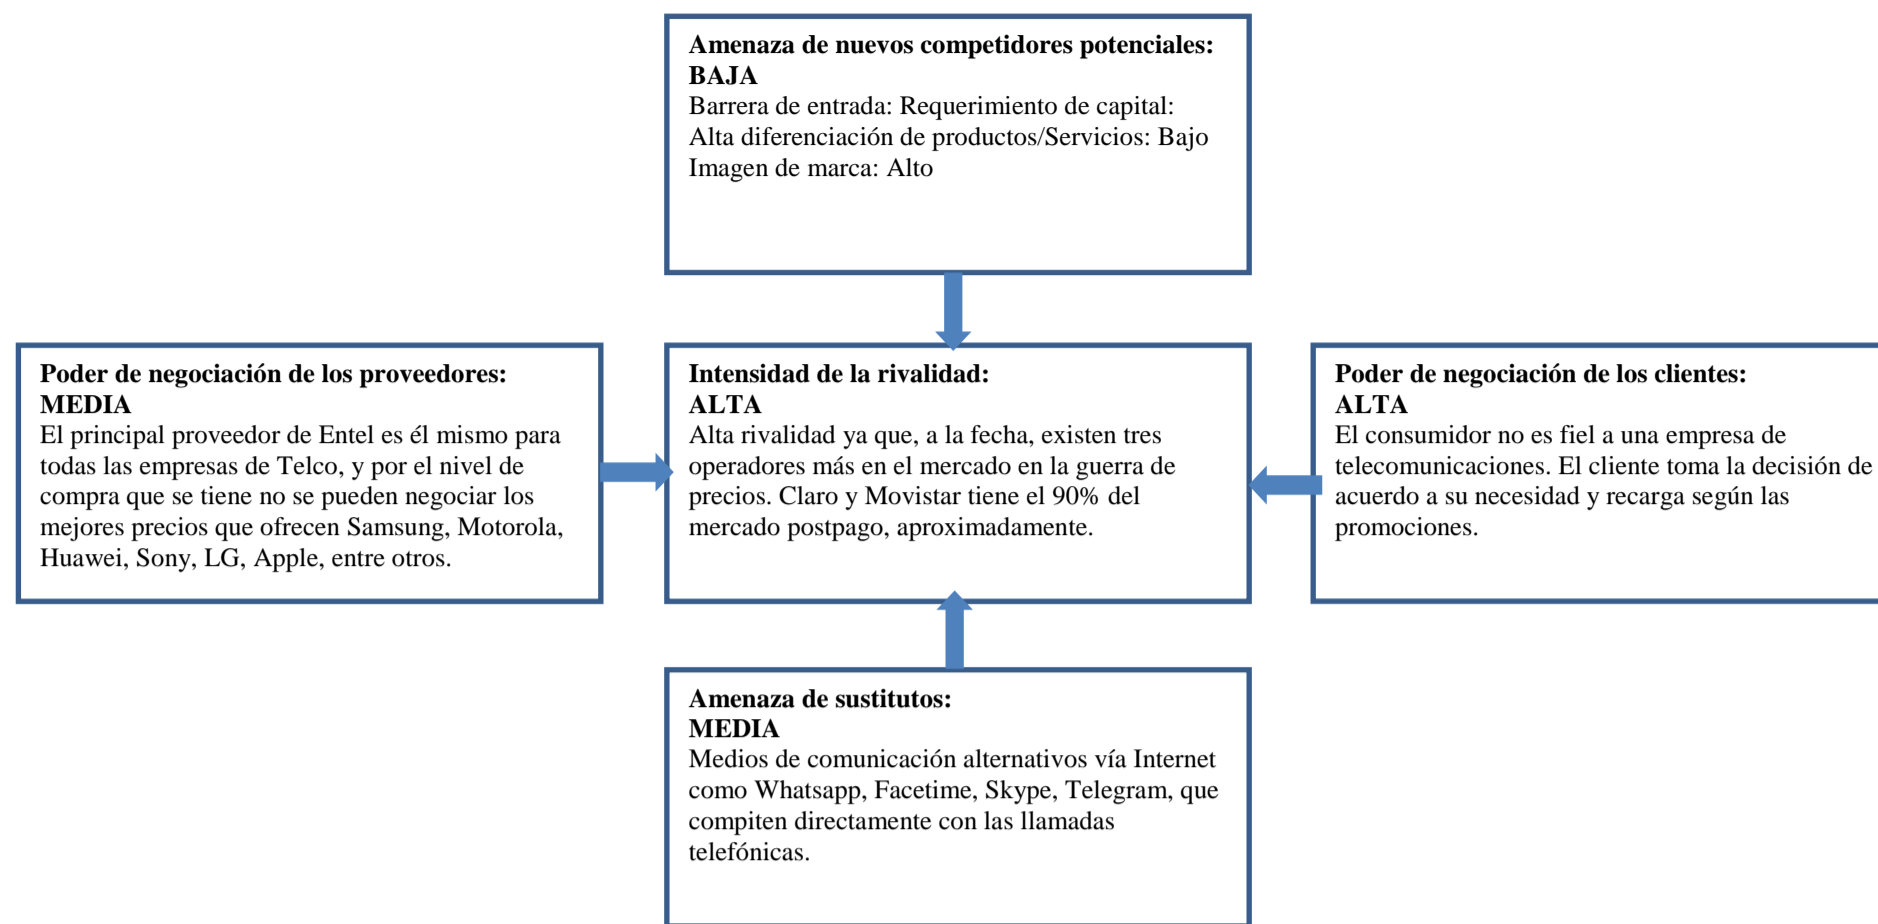 Amenaza de nuevos competidores potenciales:
BAJA
Barrera de entrada: Requerimiento de capital:
Alta diferenciación de productos/Servicios: Bajo
Imagen de marca: Alto
Poder de negociación de los proveedores:
MEDIA
El principal proveedor de Entel es él mismo para
todas las empresas de Telco, y por el nivel de
compra que se tiene no se pueden negociar los
mejores precios que ofrecen Samsung, Motorola,
Huawei, Sony, LG, Apple, entre otros.
Intensidad de la rivalidad:
ALTA
Alta rivalidad ya que, a la fecha, existen tres
operadores más en el mercado en la guerra de
precios. Claro y Movistar tiene el 90% del
mercado postpago, aproximadamente.
Poder de negociación de los clientes:
ALTA
El consumidor no es fiel a una empresa de
telecomunicaciones. El cliente toma la decisión de
acuerdo a su necesidad y recarga según las
promociones.
Amenaza de sustitutos:
MEDIA
Medios de comunicación alternativos vía Internet
como Whatsapp, Facetime, Skype, Telegram, que
compiten directamente con las llamadas
telefónicas.